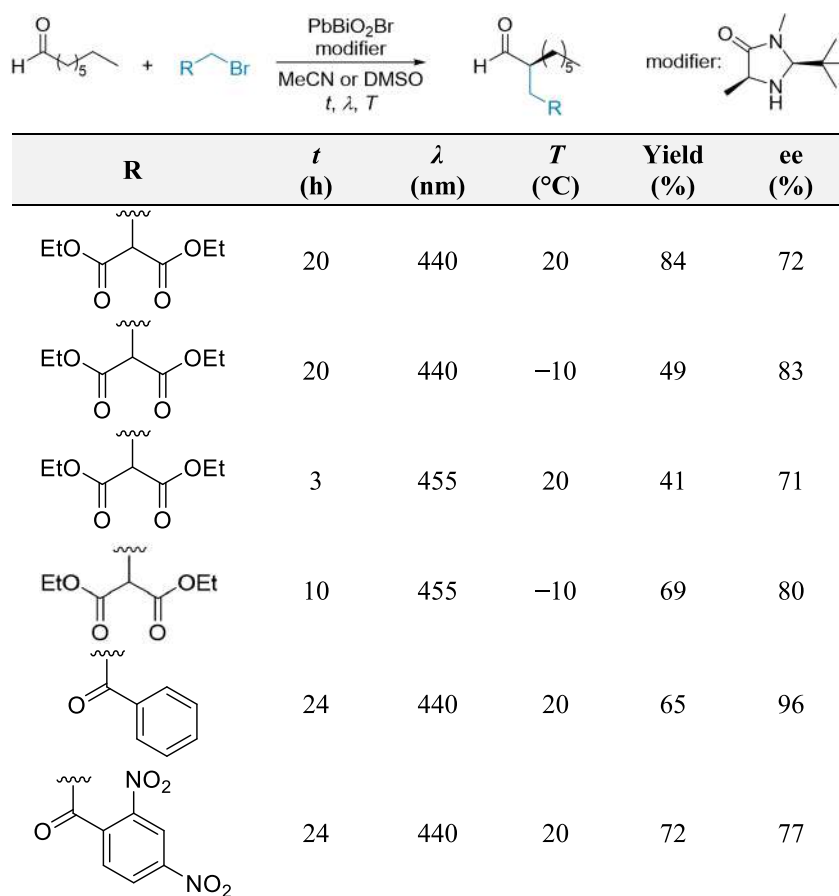 PbBiO2Br
modifier
MeCN or DMSO
t, λ, T
O
H
5
+
R
Br
O
H
5
R
modifier:
O
N
N
H
R t (h) λ (nm) T (°C) Yield (%) ee (%)
EtO OEt
O O
20 440 20 84 72
EtO OEt
O O
20 440 −10 49 83
EtO OEt
O O
3 455 20 41 71
EtO OEt
O O
10 455 −10 69 80
O
24 440 20 65 96
NO2
O
NO2
24 440 20 72 77